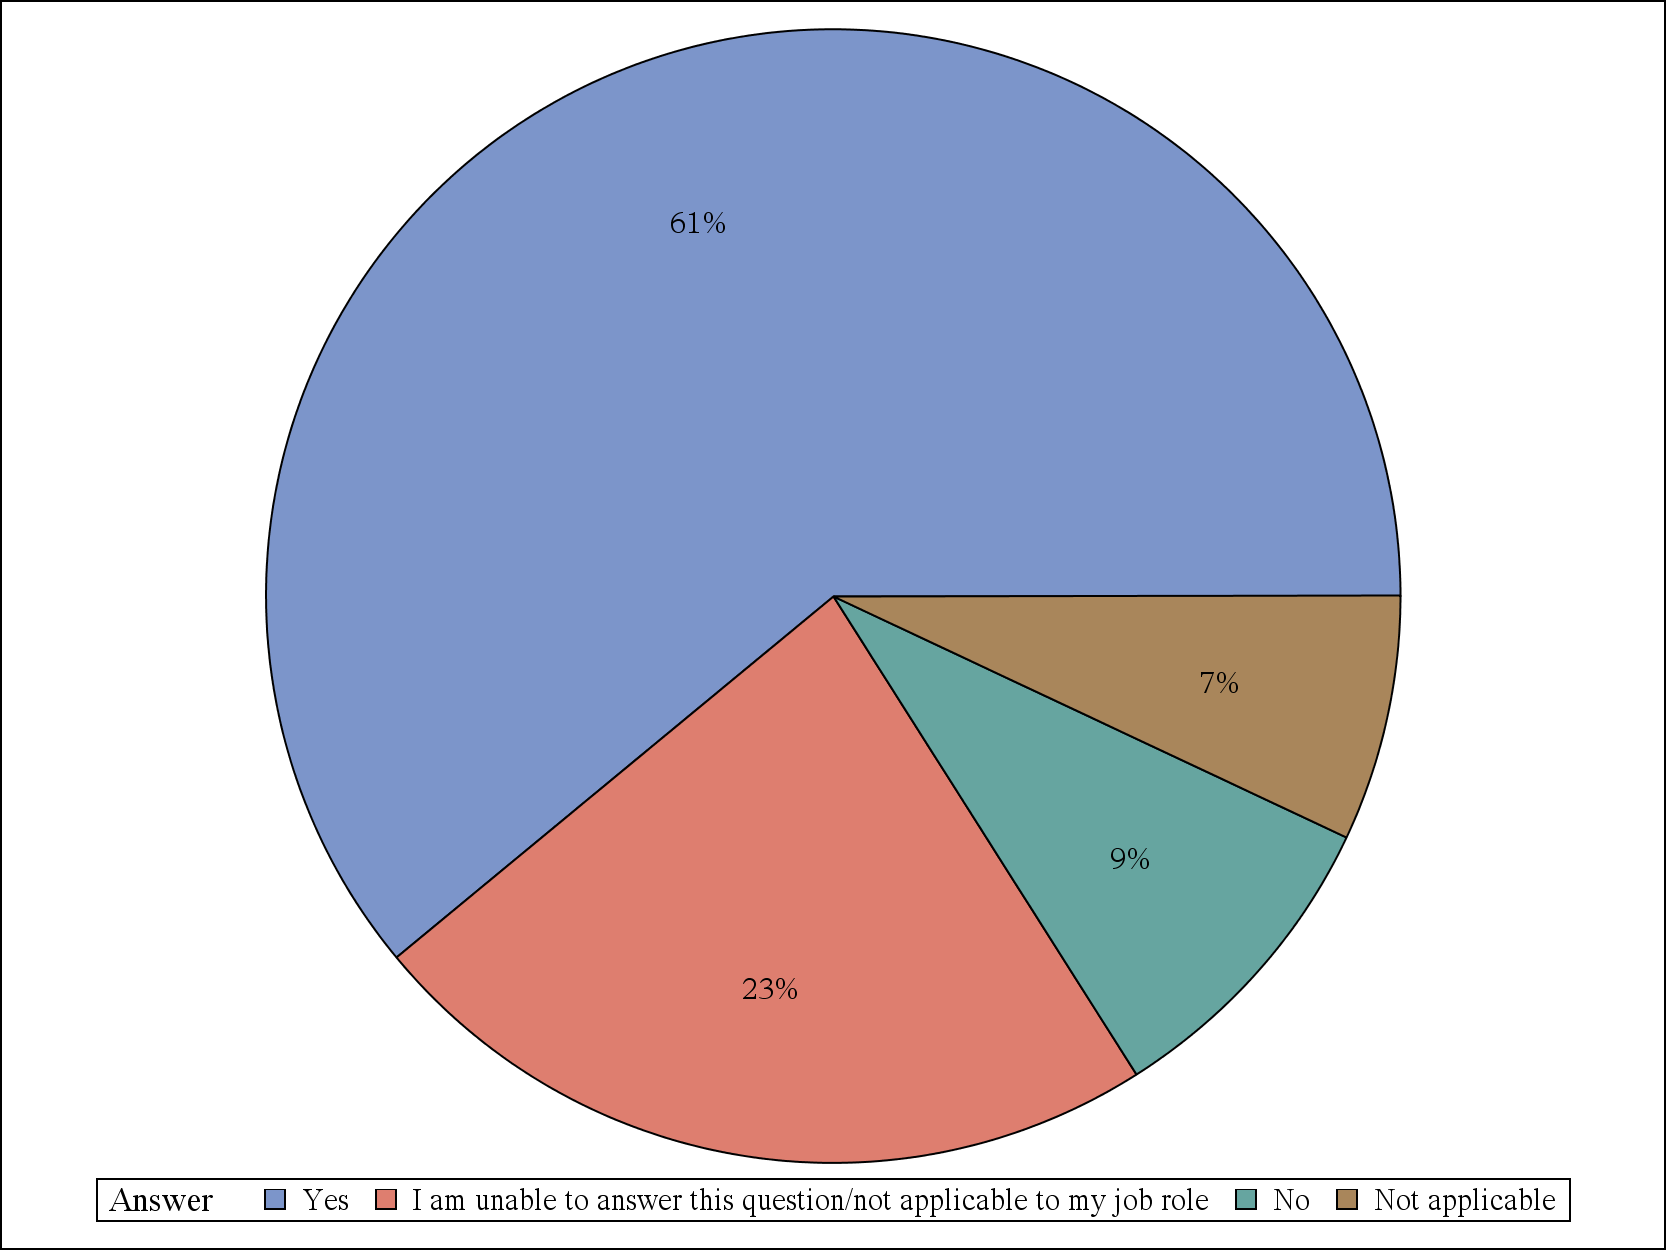 61%
7%
9%
23%
Answer Yes I am unable to answer this question/not applicable to my job role No Not applicable